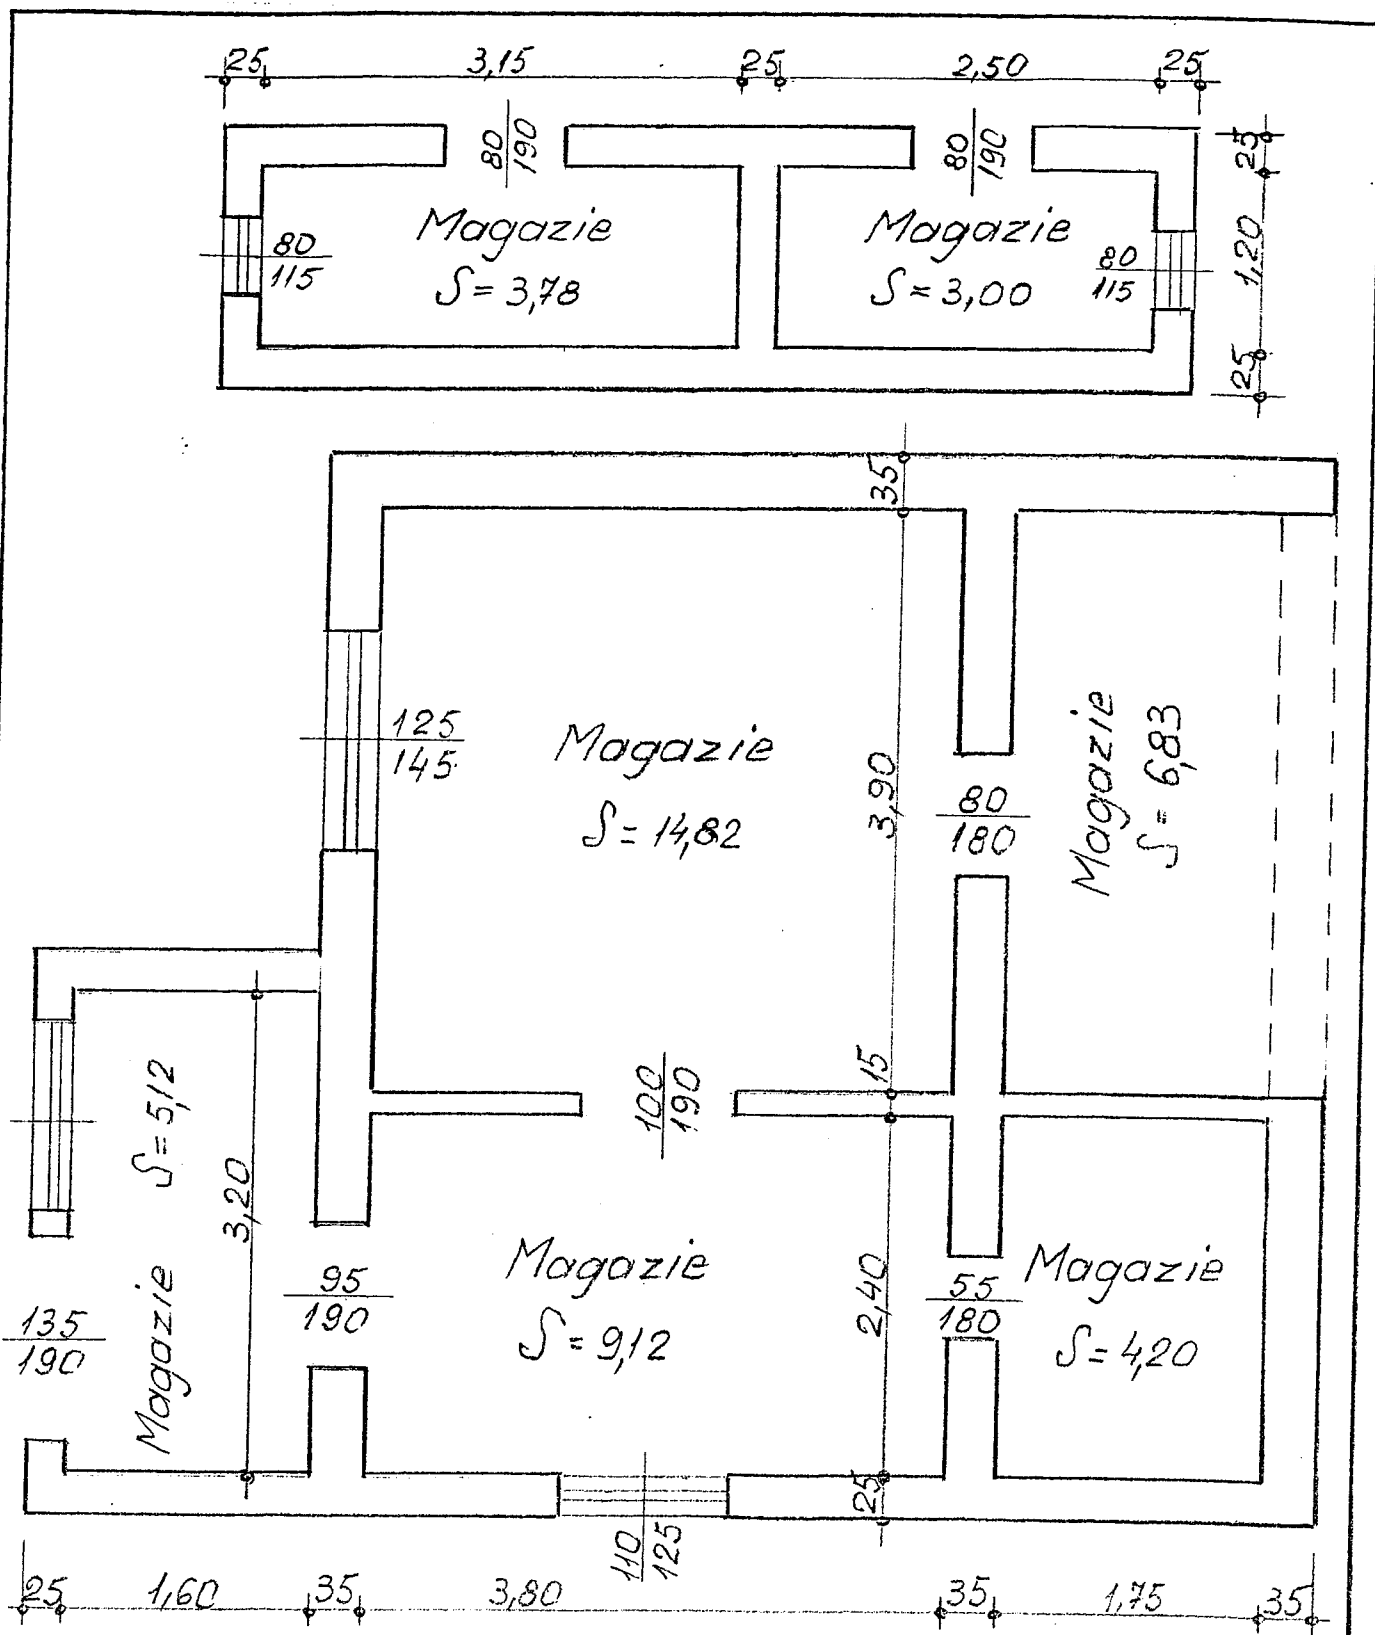 25 3,15 25 2,50 25
80
190
80
190
25
Magazie
S = 3,78
Magazie
S = 3,00
80
115
80
115
1,20
25
35
125
145
Magazie
S = 14,82
3,90
80
180
Magazie
S = 6,83
15
100
190
Magazie S = 5,12
3,20
95
190
135
190
Magazie
S = 9,12
2,40
55
180
Magazie
S = 4,20
25
110
125
25 1,60 35 3,80 35 1,75 35